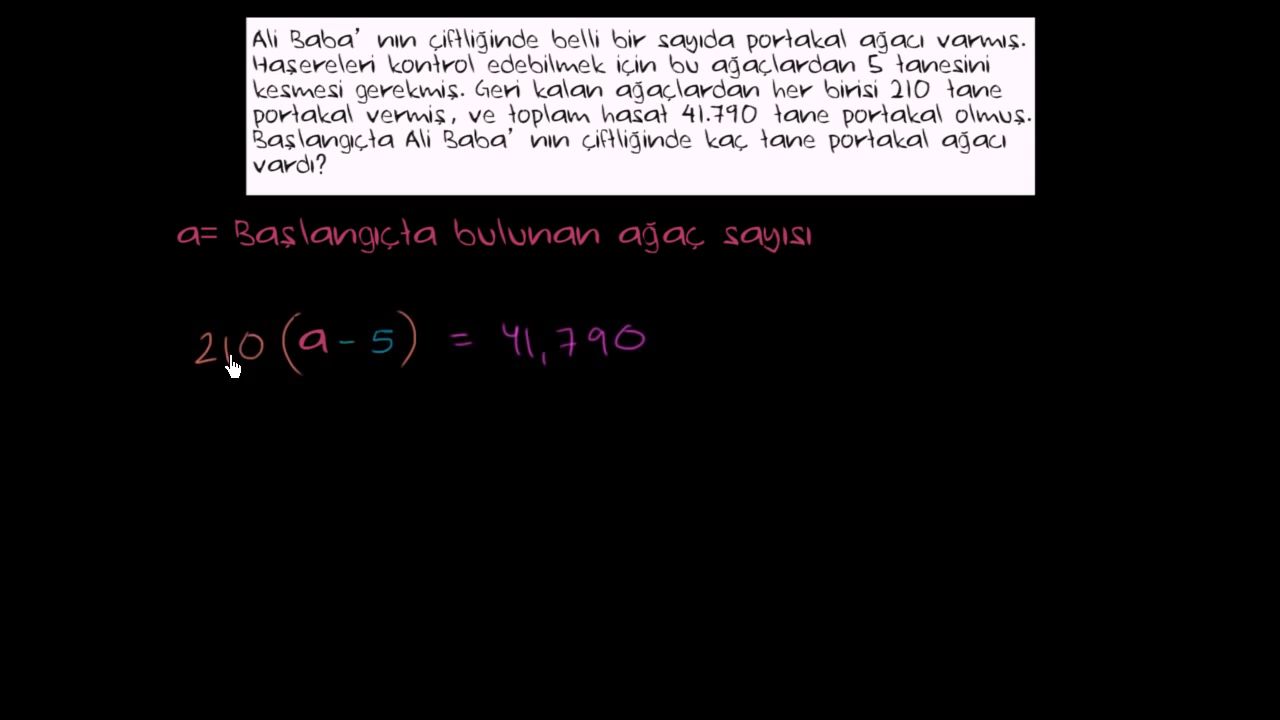 Ali Baba' nın çiftliğinde belli bir sayıda portakal ağacı varmış.
Haşereleri kontrol edebilmek için bu ağaçlardan 5 tanesini
kesmesi gerekmiş. Geri kalan ağaçlardan her birisi 210 tane
portakal vermiş, ve toplam hasat 41.790 tane portakal olmuş.
Başlangıçta Ali Baba' nın çiftliğinde kaç tane portakal ağacı
vardı?
a= Başlangıçta bulunan ağaç sayısı
210 (a - 5) = 41,790